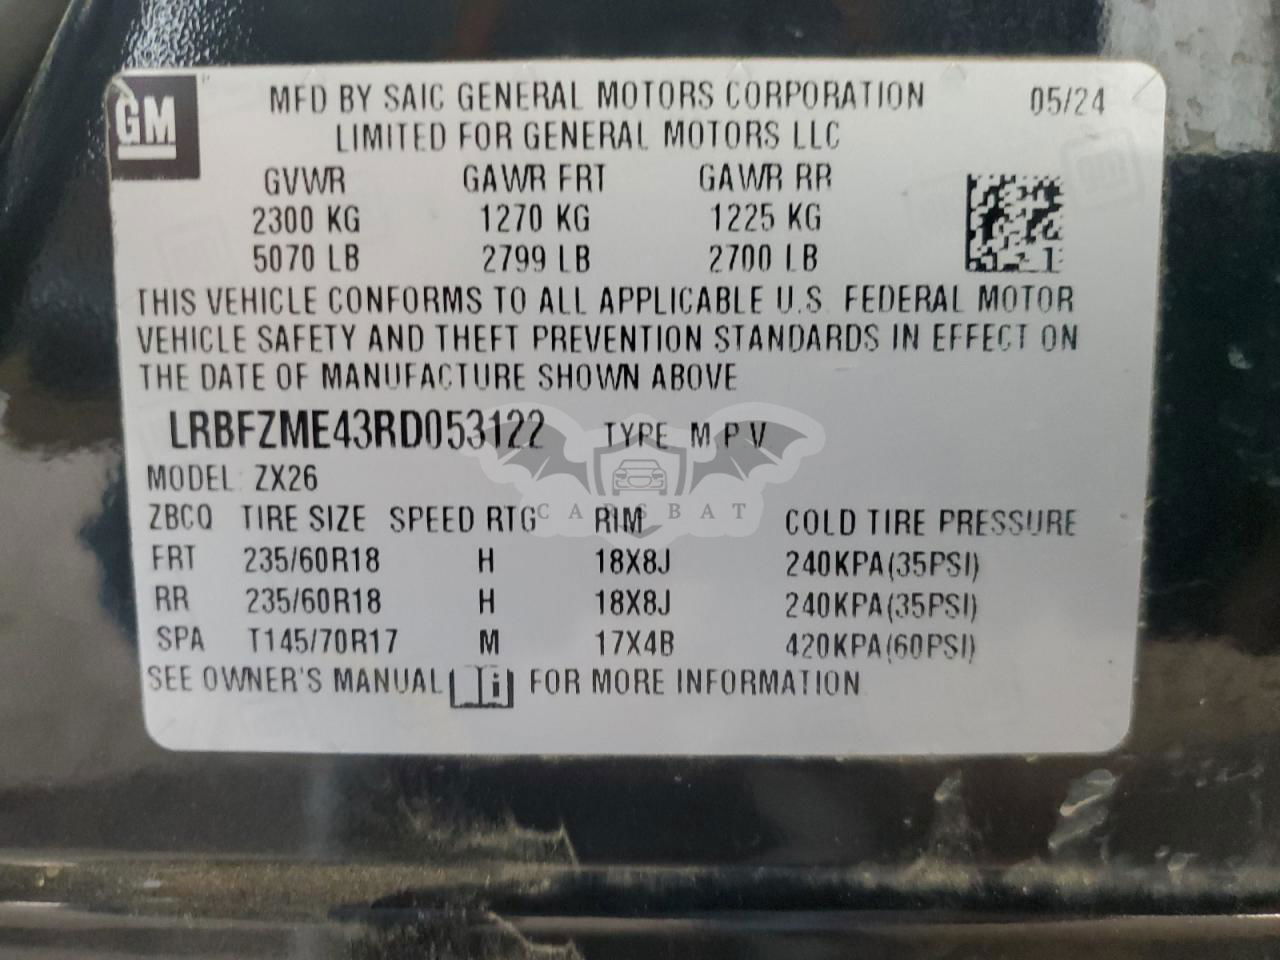 GM
MFD BY SAIC GENERAL MOTORS CORPORATION 05/24
LIMITED FOR GENERAL MOTORS LLC
GVWR GAWR FRT GAWR RR
2300 KG 1270 KG 1225 KG
5070 LB 2799 LB 2700 LB
THIS VEHICLE CONFORMS TO ALL APPLICABLE U.S. FEDERAL MOTOR
VEHICLE SAFETY AND THEFT PREVENTION STANDARDS IN EFFECT ON
THE DATE OF MANUFACTURE SHOWN ABOVE
LRBFZME43RD053122 TYPE M P V
MODEL: ZX26
CARSBAT
ZBCQ TIRE SIZE SPEED RTG RIM COLD TIRE PRESSURE
FRT 235/60R18 H 18X8J 240KPA(35PSI)
RR 235/60R18 H 18X8J 240KPA(35PSI)
SPA T145/70R17 M 17X4B 420KPA(60PSI)
SEE OWNER'S MANUAL i FOR MORE INFORMATION